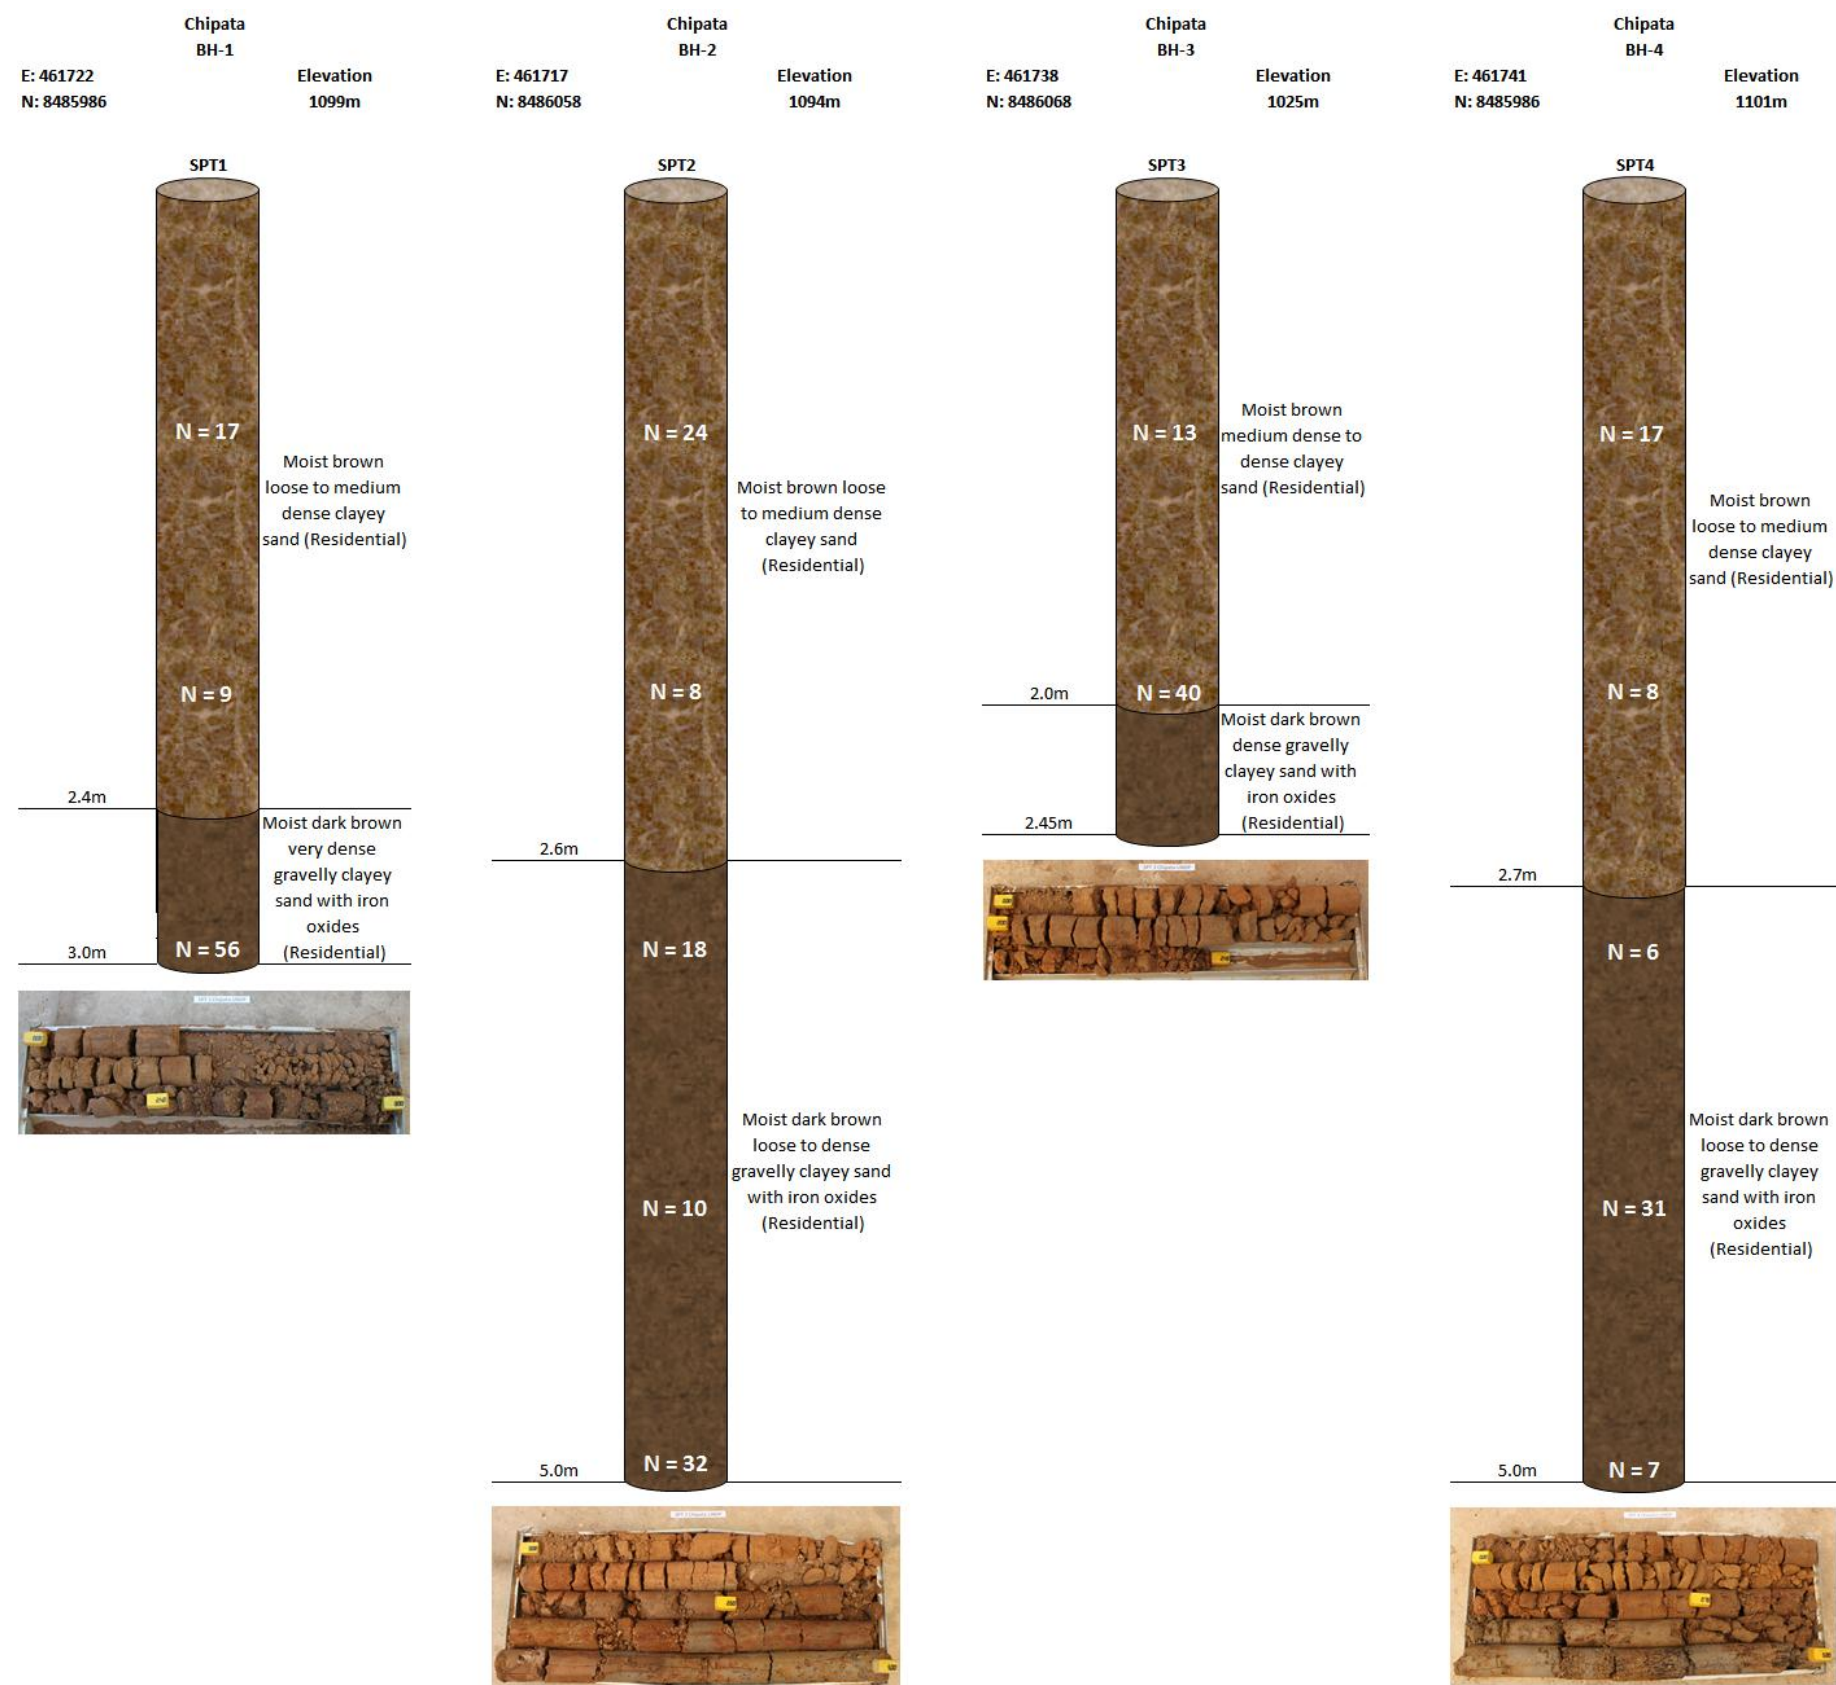 Chipata
BH-1
E: 461722
Elevation
N: 8485986
1099m
SPT1
N = 17
Moist brown
loose to medium
dense clayey
sand (Residential)
N = 9
2.4m
Moist dark brown
very dense
gravelly clayey
sand with iron
oxides
(Residential)
N = 56
3.0m
Chipata
BH-2
E: 461717
Elevation
N: 8486058
1094m
SPT2
N = 24
Moist brown loose
to medium dense
clayey sand
(Residential)
N = 8
2.6m
N = 18
Moist dark brown
loose to dense
gravelly clayey sand
with iron oxides
(Residential)
N = 10
5.0m
N = 32
Chipata
BH-3
E: 461738
Elevation
N: 8486068
1025m
SPT3
Moist brown
medium dense to
dense clayey
sand (Residential)
N = 13
2.0m
N = 40
Moist dark brown
dense gravelly
clayey sand with
iron oxides
(Residential)
2.45m
Chipata
BH-4
E: 461741
Elevation
N: 8485986
1101m
SPT4
N = 17
Moist brown
loose to medium
dense clayey
sand (Residential)
N = 8
2.7m
N = 6
Moist dark brown
loose to dense
gravelly clayey
sand with iron
oxides
(Residential)
N = 31
5.0m
N = 7